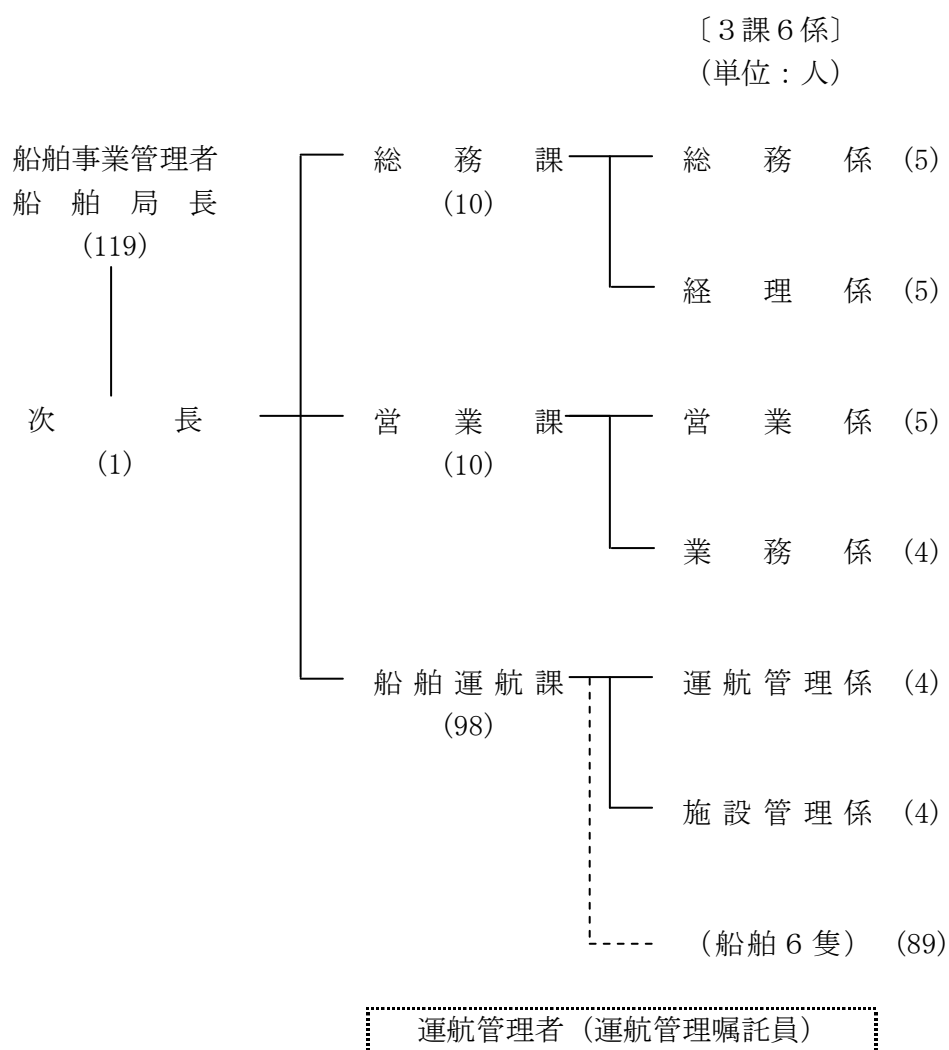 〔３課６係〕
（単位：人）
船舶事業管理者
船舶局長
(119)
次長
(1)
総務課
(10)
総務係 (5)
経理係 (5)
営業課
(10)
営業係 (5)
業務係 (4)
船舶運航課
(98)
運航管理係 (4)
施設管理係 (4)
（船舶６隻） (89)
運航管理者（運航管理嘱託員）